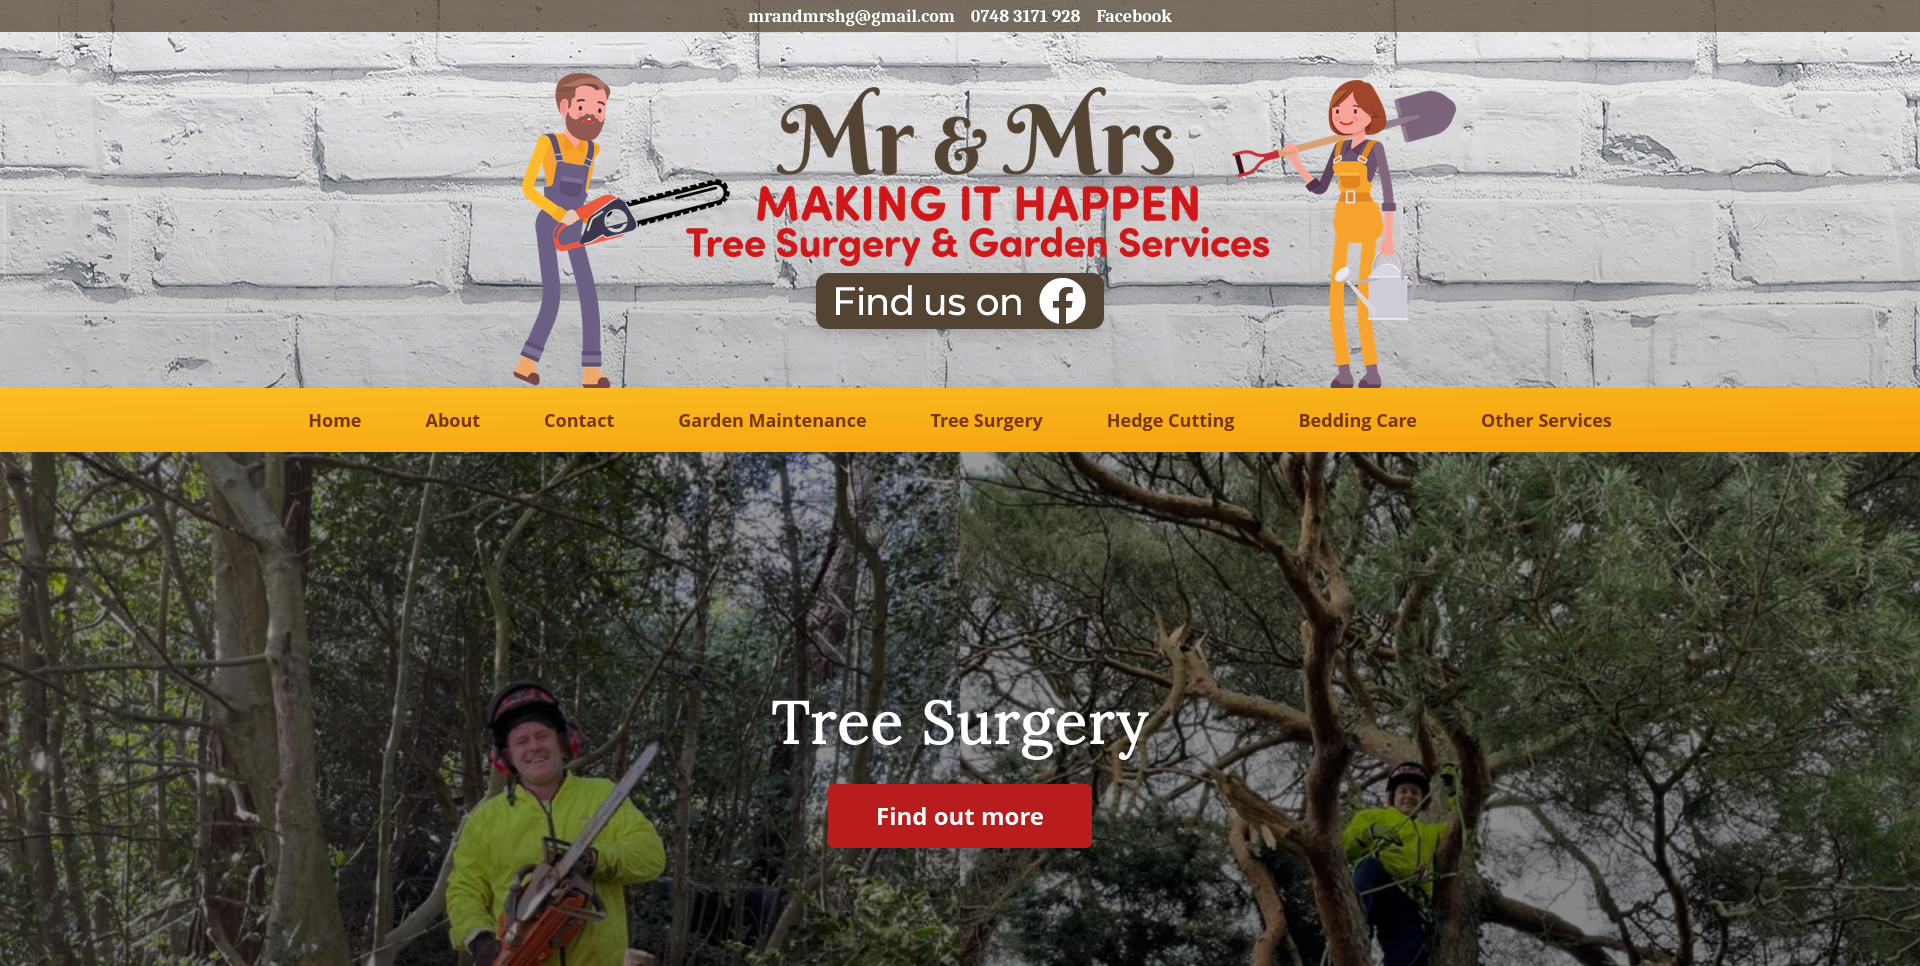 mrandmrshg@gmail.com 0748 3171 928 Facebook
Mr & Mrs
MAKING IT HAPPEN
Tree Surgery & Garden Services
Find us on
Home About Contact Garden Maintenance Tree Surgery Hedge Cutting Bedding Care Other Services
Tree Surgery
Find out more